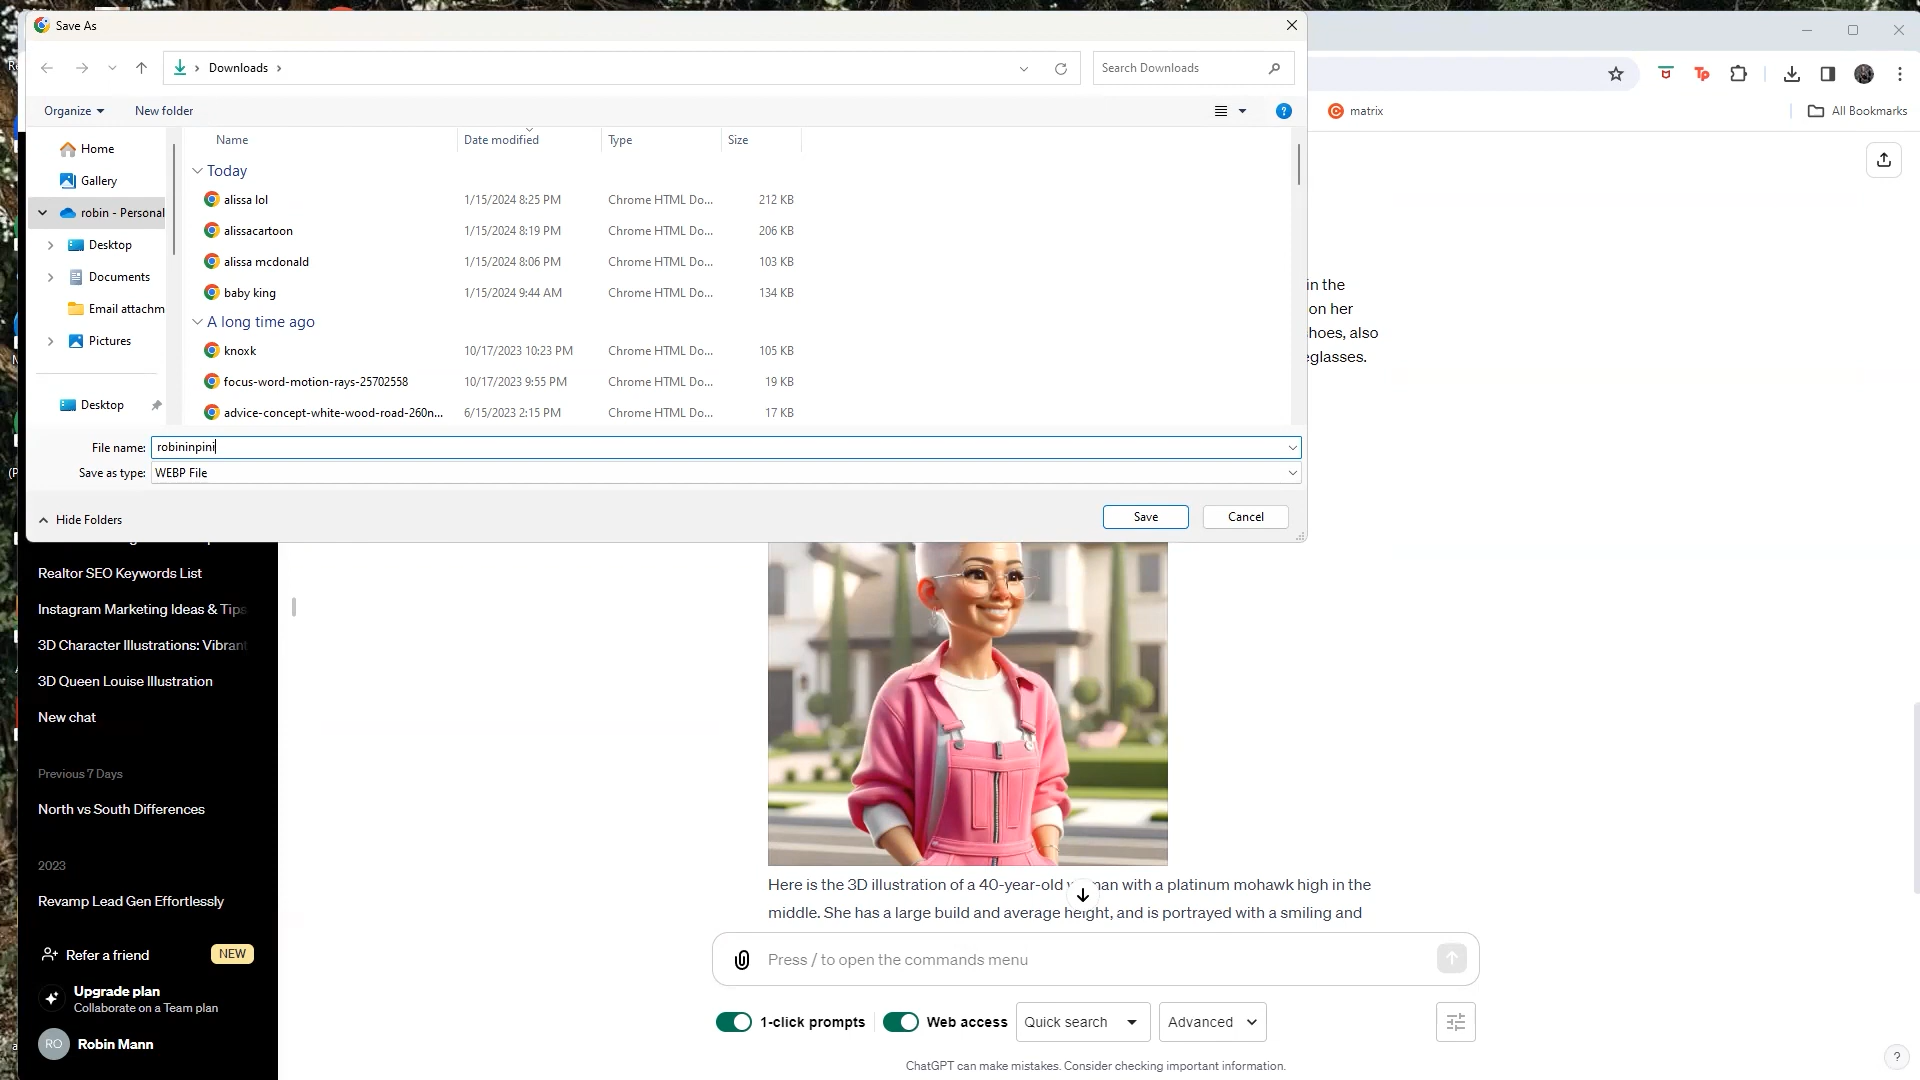 Save As
Downloads
Search Downloads
Organize
New folder
matrix
All Bookmarks
Name
Date modified
Type
Size
Home
Gallery
robin - Personal
Desktop
Documents
Email attachm
Pictures
Desktop
Today
alissa lol 1/15/2024 8:25 PM Chrome HTML Do... 212 KB
alissacartoon 1/15/2024 8:19 PM Chrome HTML Do... 206 KB
alissa mcdonald 1/15/2024 8:06 PM Chrome HTML Do... 103 KB
baby king 1/15/2024 9:44 AM Chrome HTML Do... 134 KB
A long time ago
knoxk 10/17/2023 10:23 PM Chrome HTML Do... 105 KB
focus-word-motion-rays-25702558 10/17/2023 9:55 PM Chrome HTML Do... 19 KB
advice-concept-white-wood-road-260n... 6/15/2023 2:15 PM Chrome HTML Do... 17 KB
in the
on her
hoes, also
eglasses.
File name: robininpini
Save as type: WEBP File
Hide Folders
Save
Cancel
Realtor SEO Keywords List
Instagram Marketing Ideas & Tips
3D Character Illustrations: Vibrant
3D Queen Louise Illustration
New chat
Previous 7 Days
North vs South Differences
2023
Revamp Lead Gen Effortlessly
Refer a friend
NEW
Upgrade plan
Collaborate on a Team plan
RO
Robin Mann
Here is the 3D illustration of a 40-year-old with a platinum mohawk high in the
middle. She has a large build and average height, and is portrayed with a smiling and
Press / to open the commands menu
1-click prompts
Web access
Quick search
Advanced
ChatGPT can make mistakes. Consider checking important information.
?